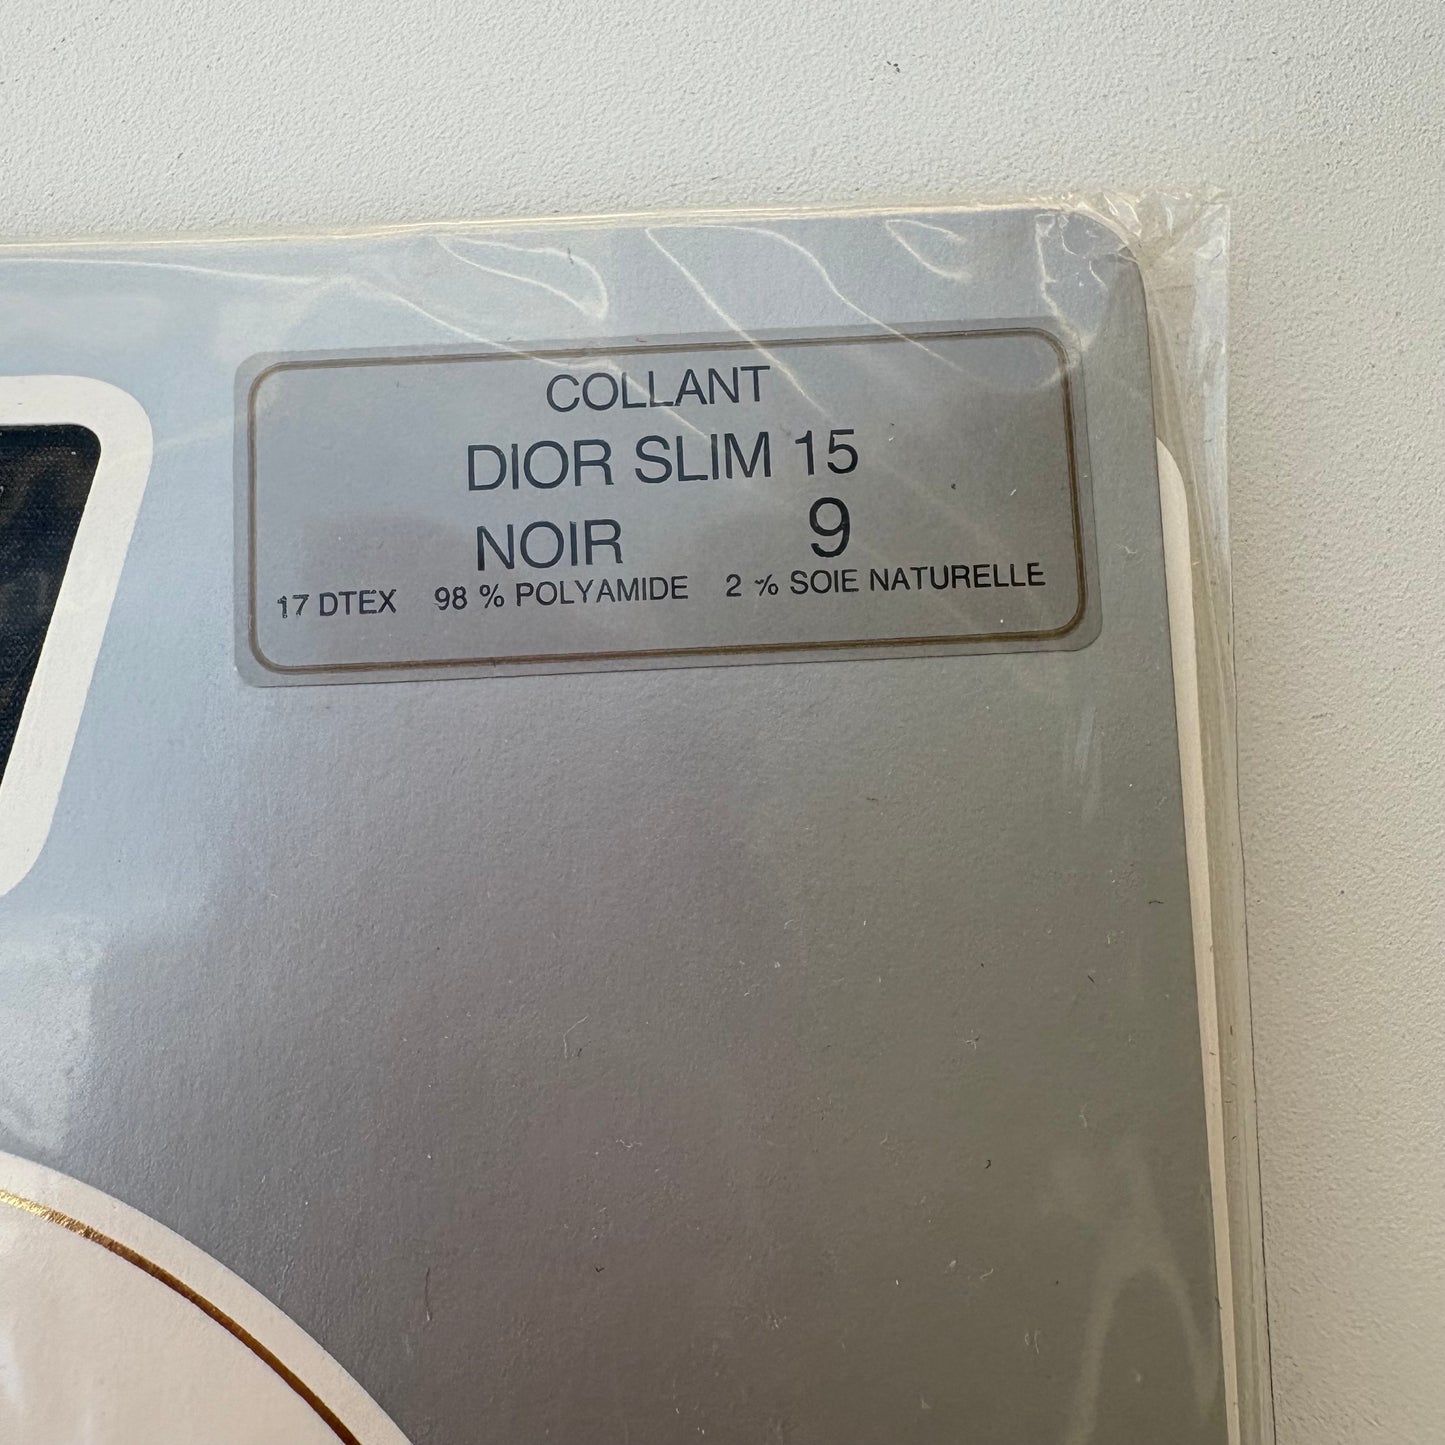 COLLANT
DIOR SLIM 15
NOIR 9
17 DTEX 98 % POLYAMIDE 2 % SOIE NATURELLE